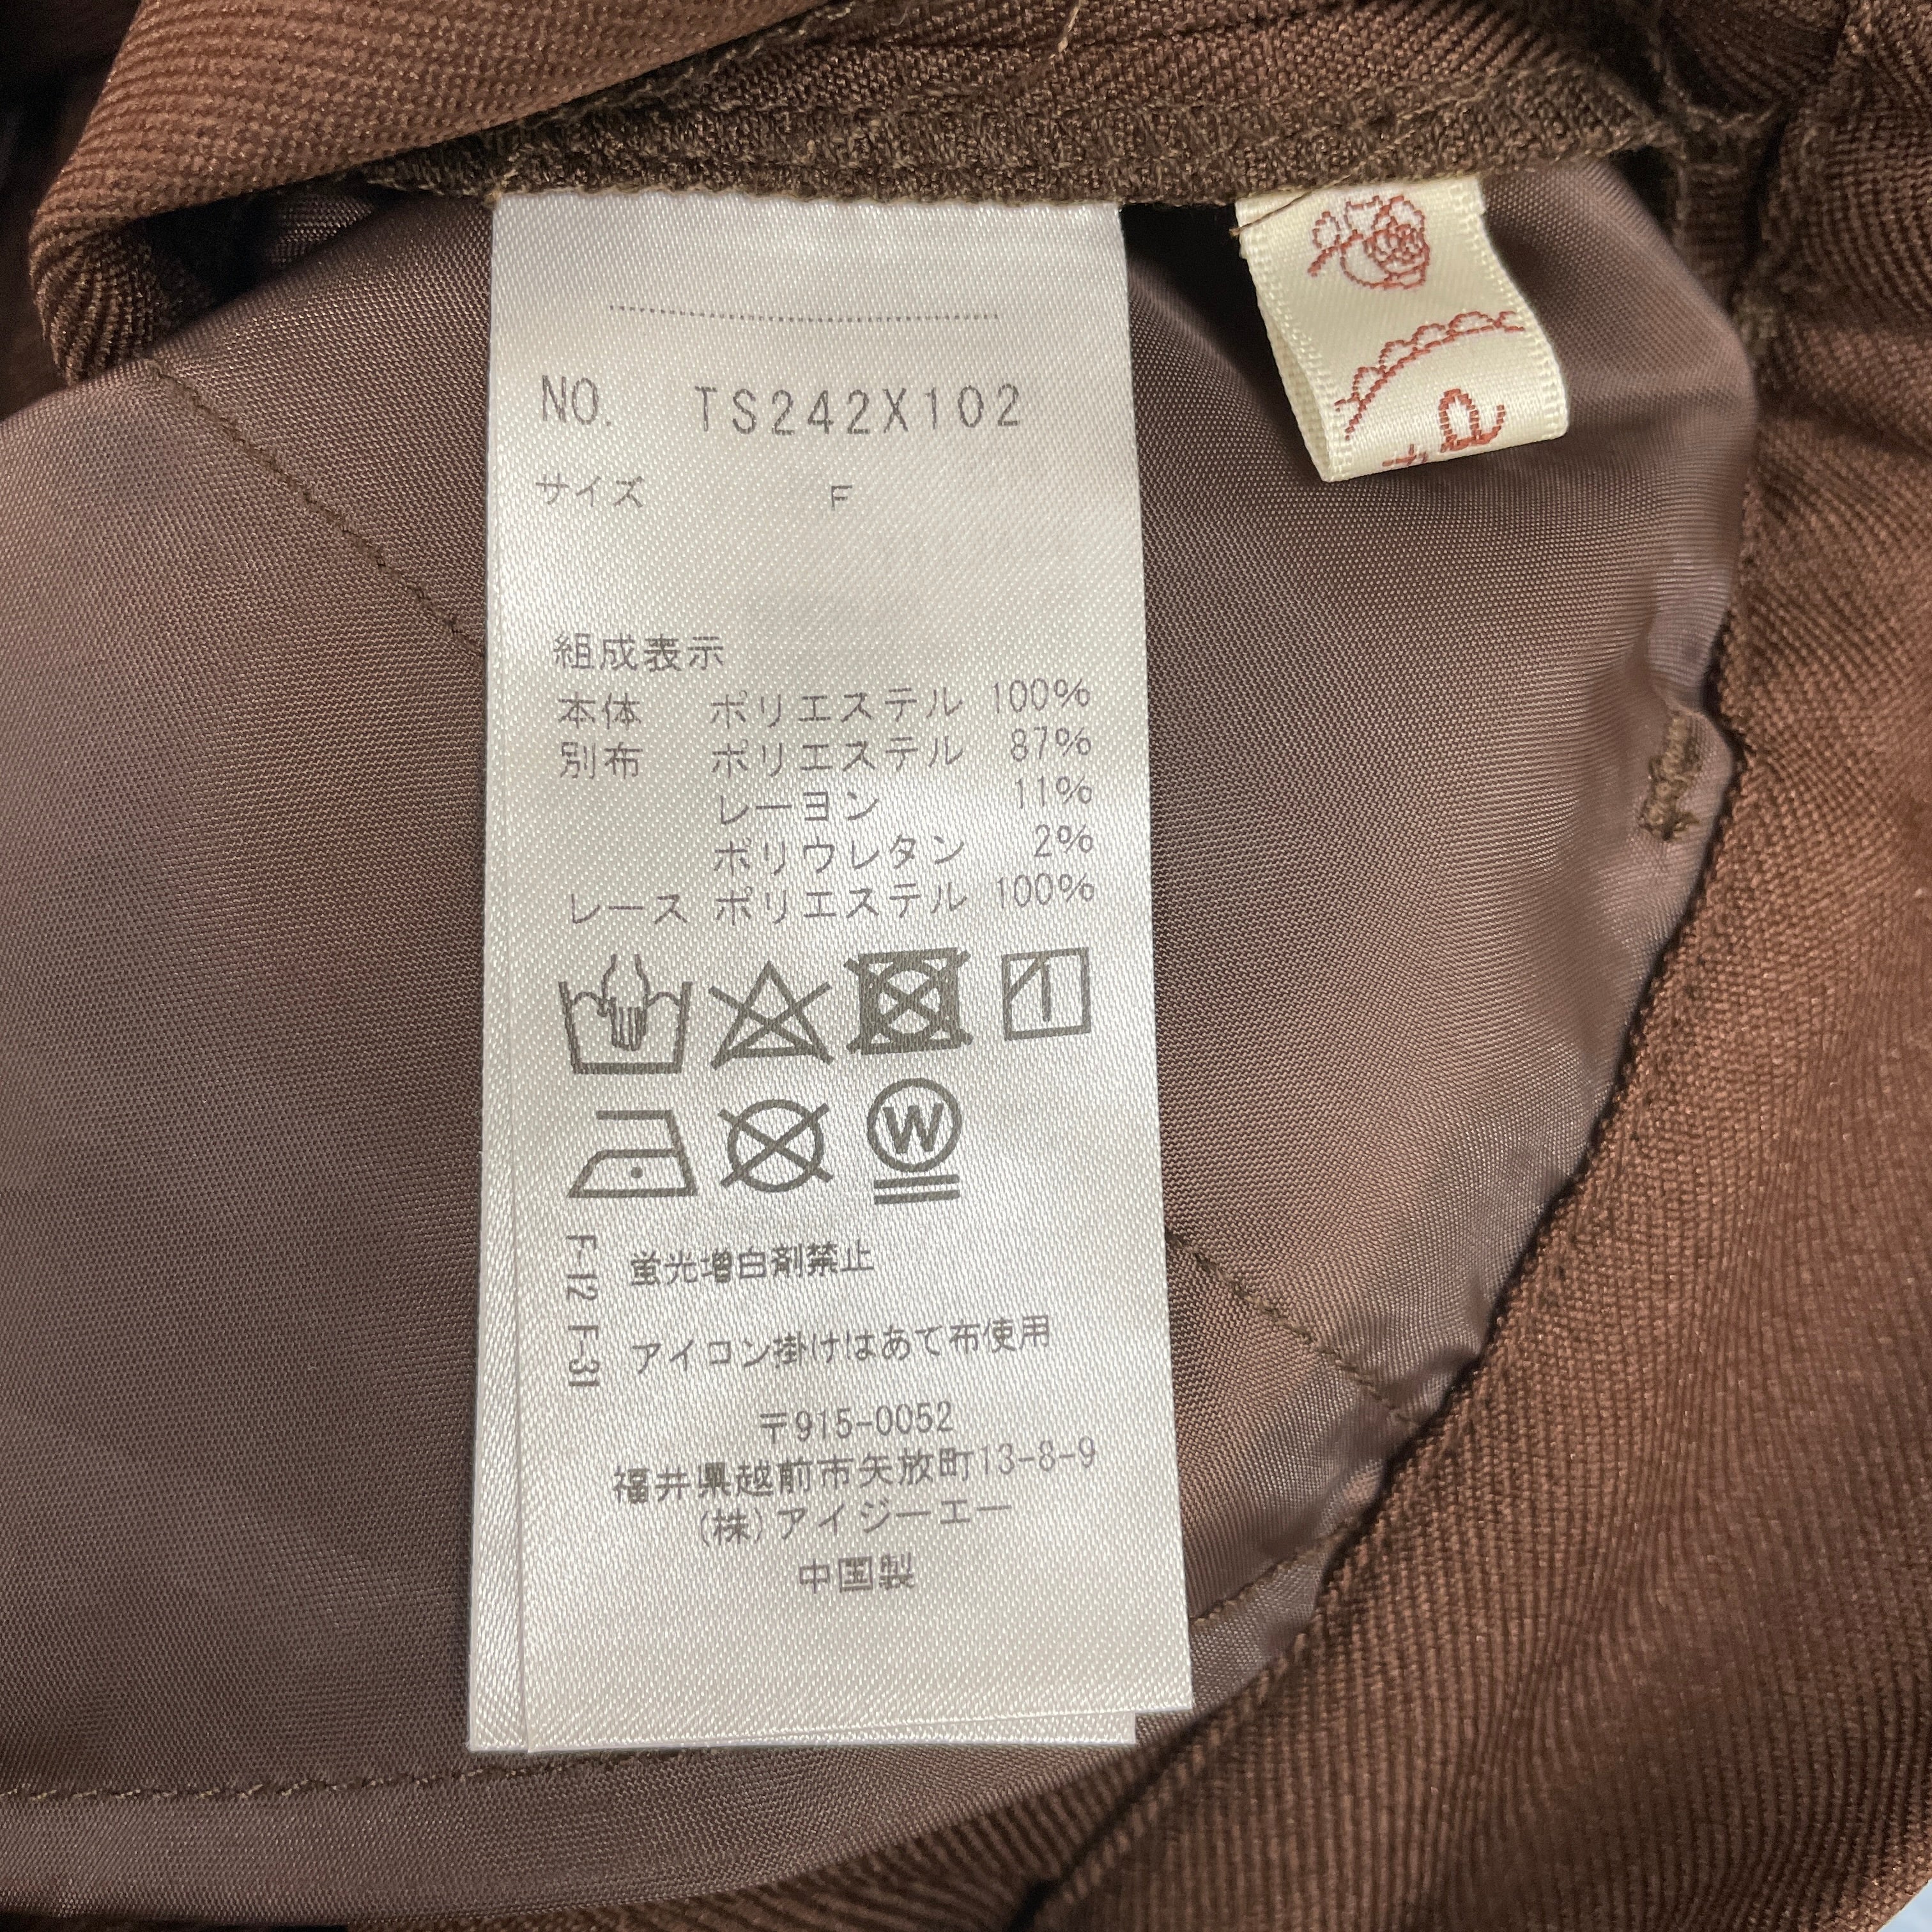 NO. TS242X102
サイズ F
組成表示
本体 ポリエステル 100%
別布 ポリエステル 87%
レーヨン 11%
ポリウレタン 2%
レース ポリエステル 100%
W
F-12 F-31
蛍光増白剤禁止
アイコン掛けはあて布使用
〒915-0052
福井県越前市矢放町13-8-9
(株)アイジーエー
中国製